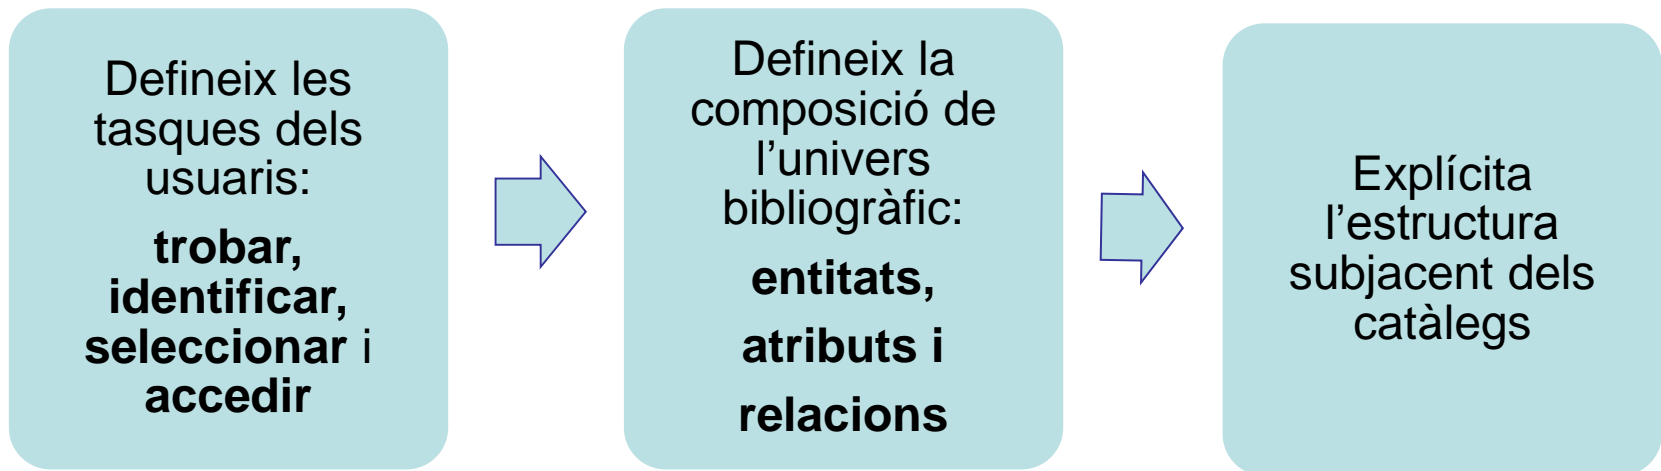 Defineix les
tasques dels
usuaris:
trobar,
identificar,
seleccionar i
accedir
Defineix la
composició de
l’univers
bibliogràfic:
entitats,
atributs i
relacions
Explícita
l’estructura
subjacent dels
catàlegs